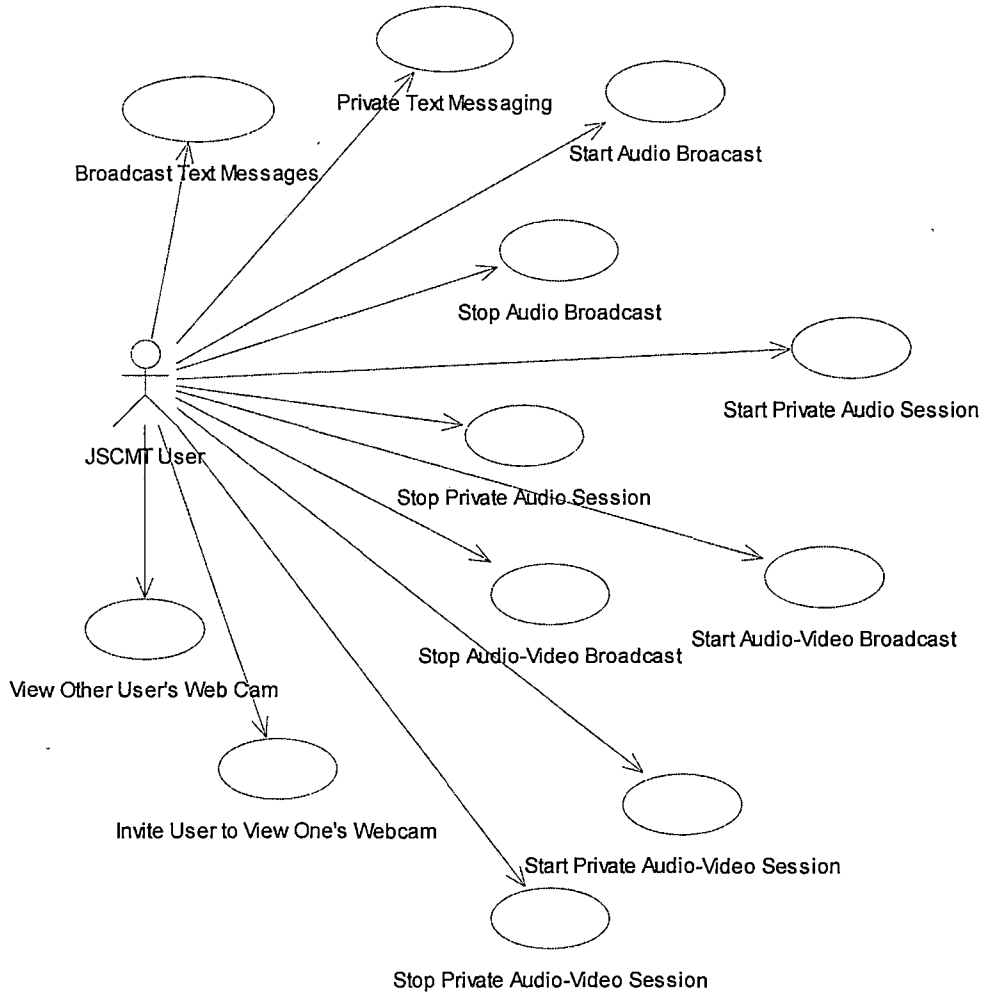 Private Text Messaging
Start Audio Broacast
Broadcast Text Messages
Stop Audio Broadcast
Start Private Audio Session
JSCMT User
Stop Private Audio Session
Start Audio-Video Broadcast
Stop Audio-Video Broadcast
View Other User's Web Cam
Invite User to View One's Webcam
Start Private Audio-Video Session
Stop Private Audio-Video Session